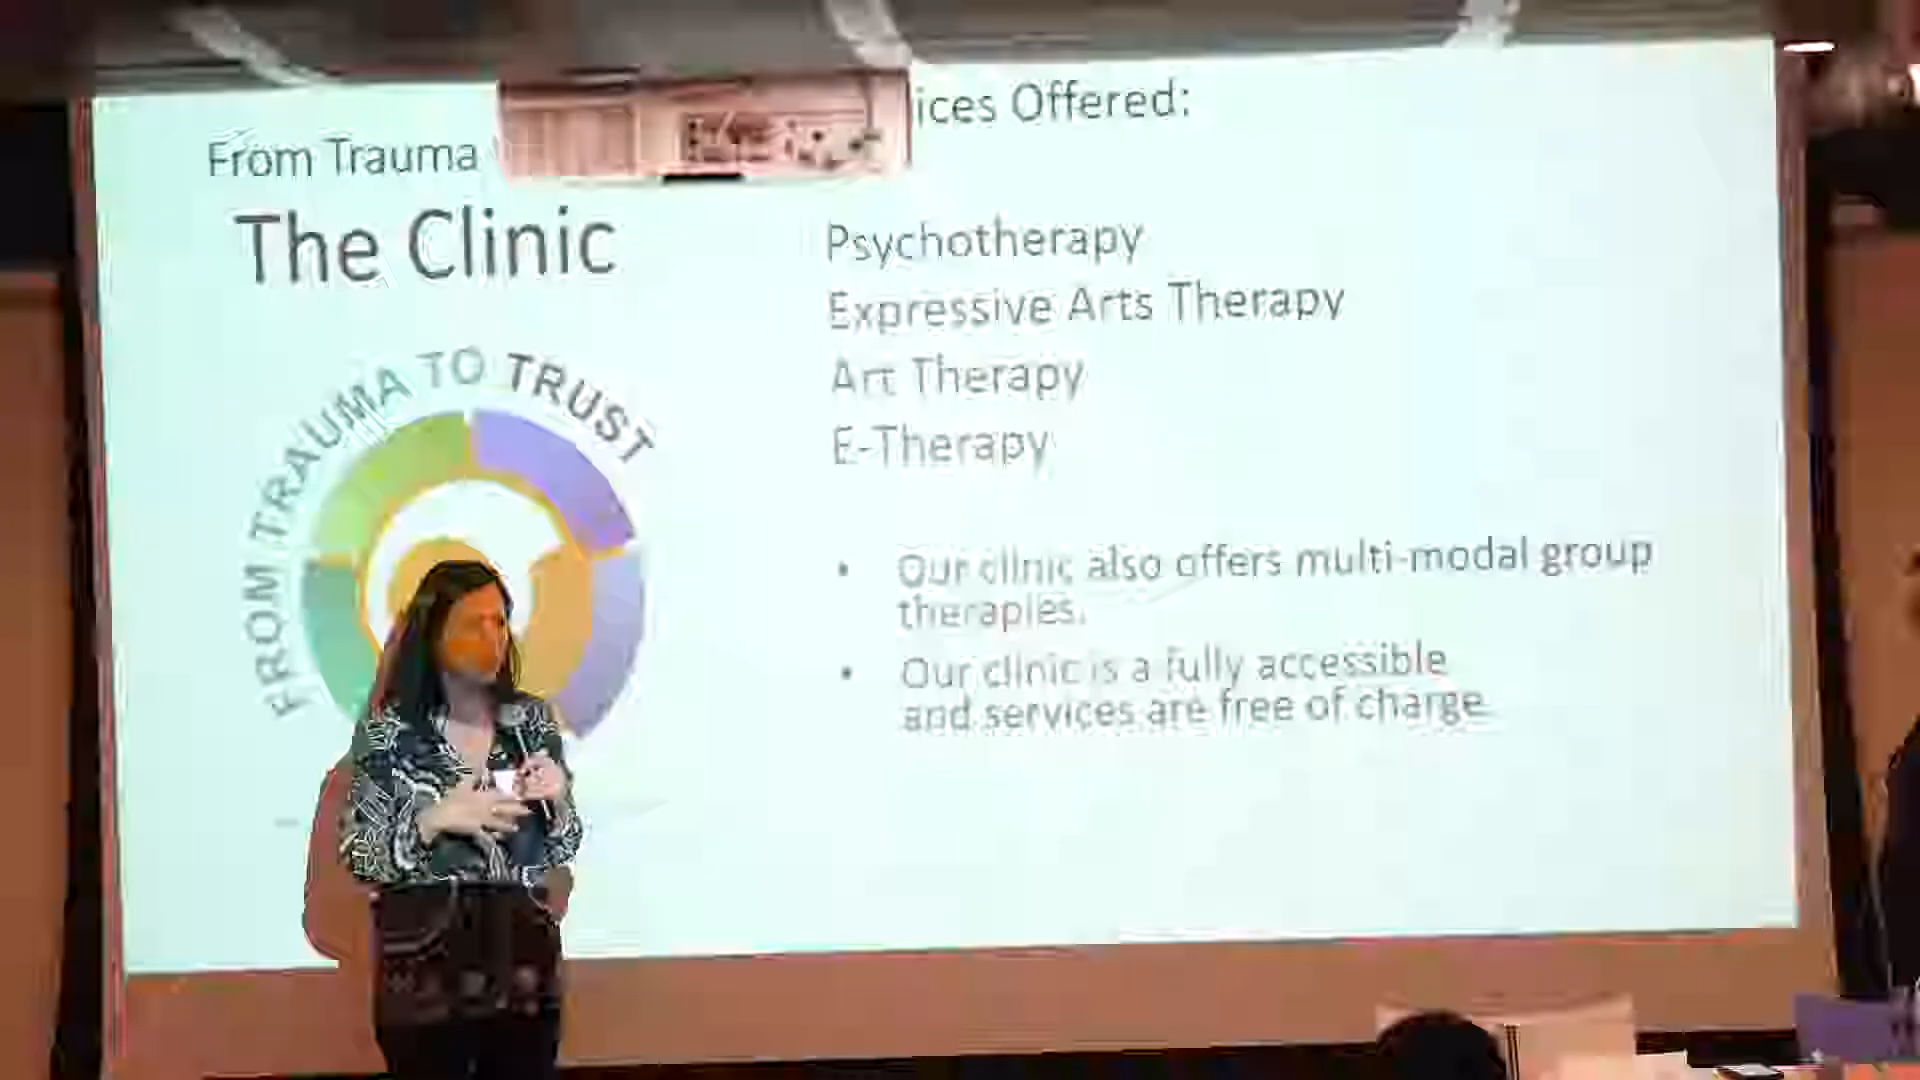 From Trauma
The Clinic
FROM TRAUMA TO TRUST
ices Offered:
Psychotherapy
Expressive Arts Therapy
Art Therapy
E-Therapy
• Our clinic also offers multi-modal group
therapies.
• Our clinic is a fully accessible
and services are free of charge